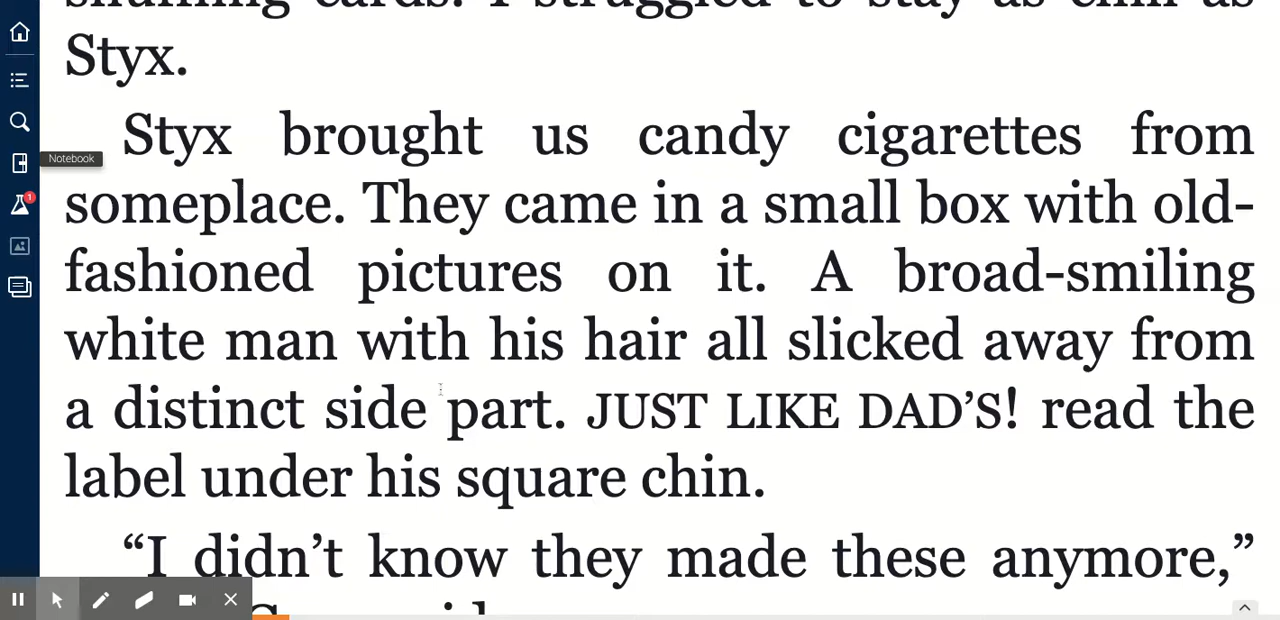 Styx.
Styx brought us candy cigarettes from
Notebook
someplace. They came in a small box with old-
1
fashioned pictures on it. A broad-smiling
white man with his hair all slicked away from
a distinct side part. JUST LIKE DAD’S! read the
label under his square chin.
“I didn’t know they made these anymore,”